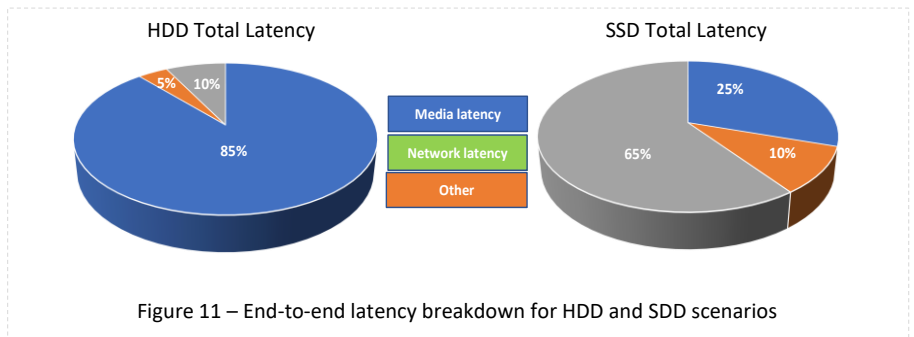 HDD Total Latency
SSD Total Latency
5%
10%
85%
Media latency
Network latency
Other
25%
10%
65%
Figure 11 – End-to-end latency breakdown for HDD and SDD scenarios